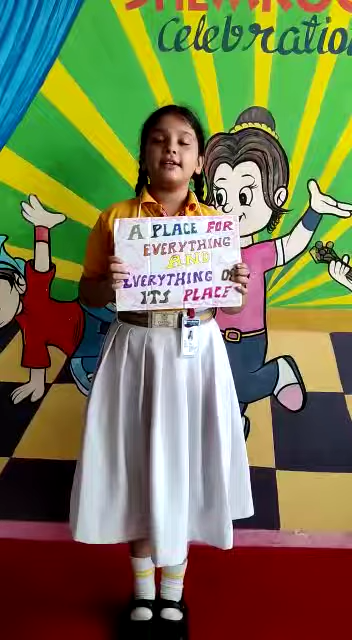 Celebration
A PLACE FOR
EVERYTHING
AND
EVERYTHING
ITS PLACE